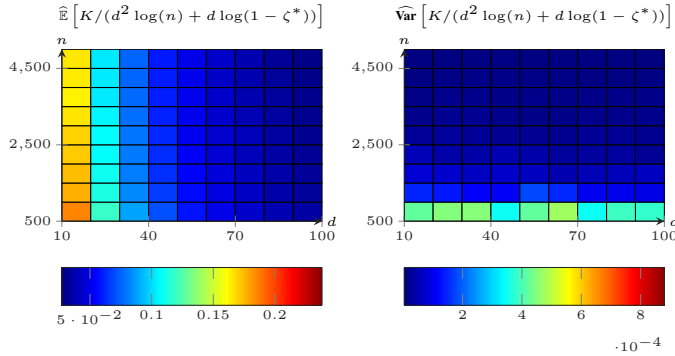 Ê[K/(d² log(n) + d log(1 − ζ*))]
V̂ar[K/(d² log(n) + d log(1 − ζ*))]
n
n
4,500
4,500
2,500
2,500
500
500
d
d
10 40 70 100
10 40 70 100
5 · 10⁻² 0.1 0.15 0.2
2 4 6 8
·10⁻⁴